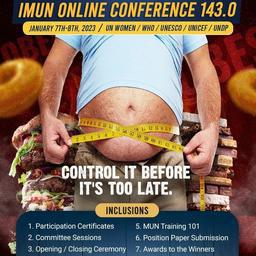 IMUN ONLINE CONFERENCE 143.0
JANUARY 7TH-8TH, 2023 / UN WOMEN / WHO / UNESCO / UNICEF / UNDP
CONTROL IT BEFORE
IT'S TOO LATE.
INCLUSIONS
1. Participation Certificates
2. Committee Sessions
3. Opening / Closing Ceremony
5. MUN Training 101
6. Position Paper Submission
7. Awards to the Winners